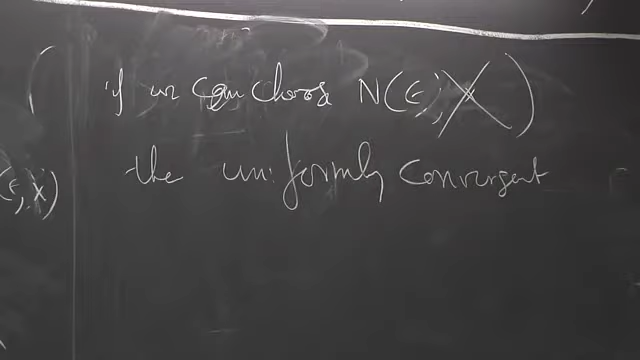 ( if we can choose N(ε; X)
the uniformly convergent
ε; x)